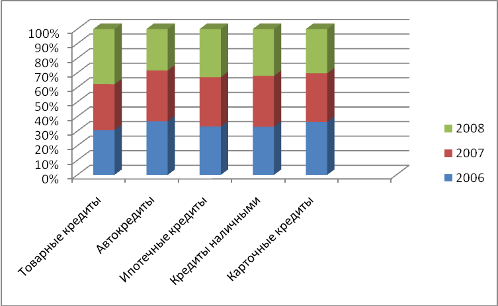 100%
90%
80%
70%
60%
50%
40%
30%
20%
10%
0%
2008
2007
2006
Товарные кредиты
Автокредиты
Ипотечные кредиты
Кредиты наличными
Карточные кредиты